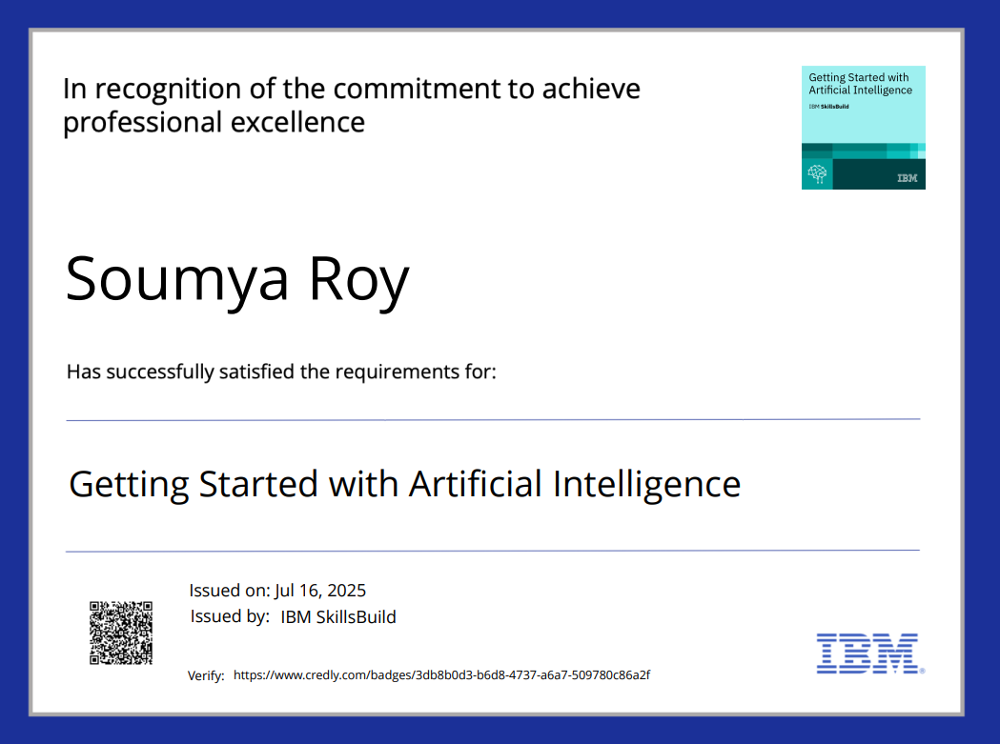 In recognition of the commitment to achieve
professional excellence
Getting Started with
Artificial Intelligence
IBM SkillsBuild
IBM
Soumya Roy
Has successfully satisfied the requirements for:
Getting Started with Artificial Intelligence
Issued on: Jul 16, 2025
Issued by: IBM SkillsBuild
Verify: https://www.credly.com/badges/3db8b0d3-b6d8-4737-a6a7-509780c86a2f
IBM®